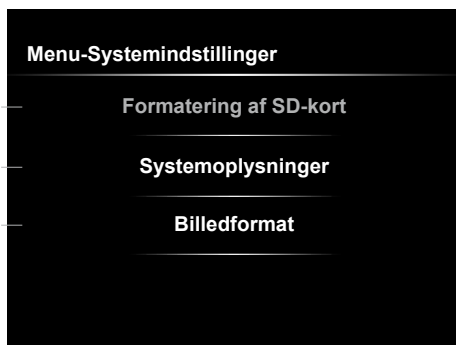 Menu-Systemindstillinger
Formatering af SD-kort
Systemoplysninger
Billedformat